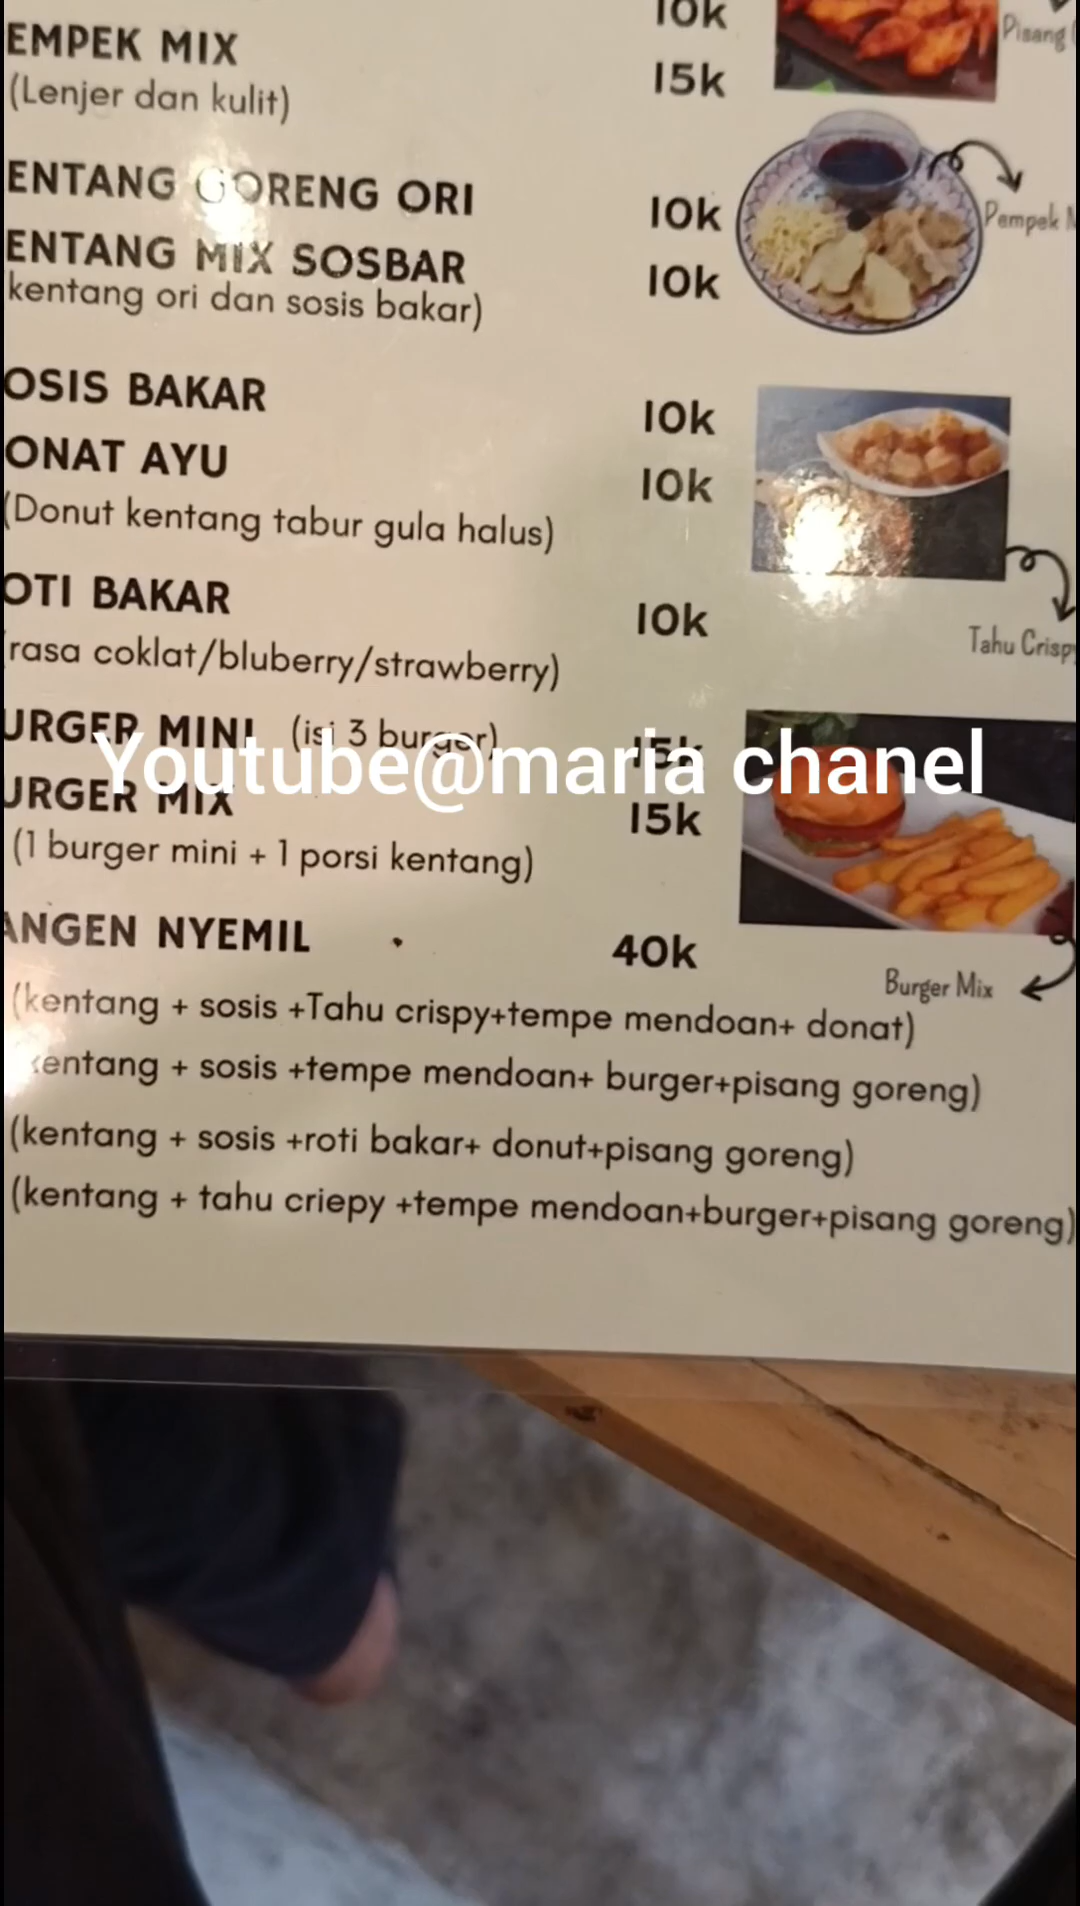 10k
Pisang
EMPEK MIX 15k
(Lenjer dan kulit)
ENTANG GORENG ORI 10k
Pempek
ENTANG MIX SOSBAR 10k
kentang ori dan sosis bakar)
OSIS BAKAR 10k
ONAT AYU 10k
(Donut kentang tabur gula halus)
OTI BAKAR 10k
Tahu Crisp
rasa coklat/bluberry/strawberry)
URGER MINI (isi 3 burger) 15k
Youtube@maria chanel
URGER MIX 15k
(1 burger mini + 1 porsi kentang)
ANGEN NYEMIL 40k
Burger Mix
(kentang + sosis +Tahu crispy+tempe mendoan+ donat)
kentang + sosis +tempe mendoan+ burger+pisang goreng)
(kentang + sosis +roti bakar+ donut+pisang goreng)
(kentang + tahu criepy +tempe mendoan+burger+pisang goreng)